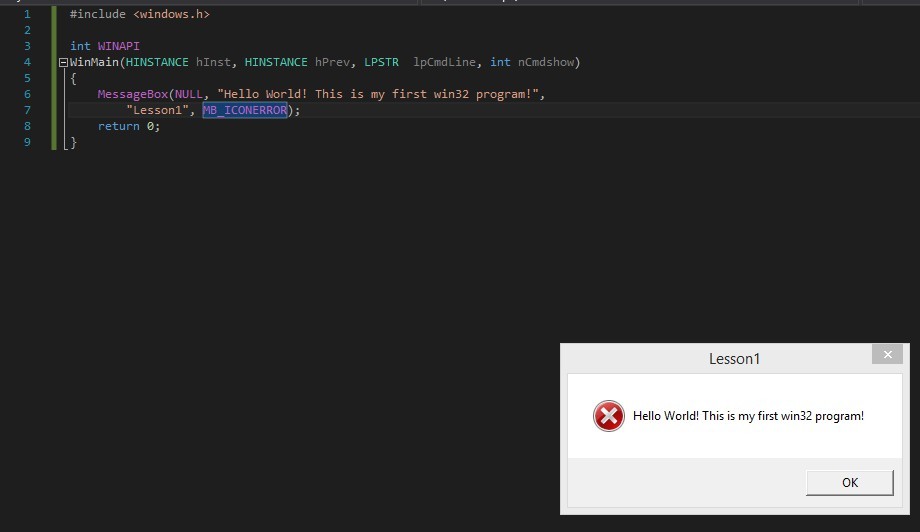 1 #include <windows.h>
2
3 int WINAPI
4 WinMain(HINSTANCE hInst, HINSTANCE hPrev, LPSTR  lpCmdLine, int nCmdshow)
5 {
6     MessageBox(NULL, "Hello World! This is my first win32 program!",
7         "Lesson1", MB_ICONERROR);
8     return 0;
9 }
Lesson1
Hello World! This is my first win32 program!
OK